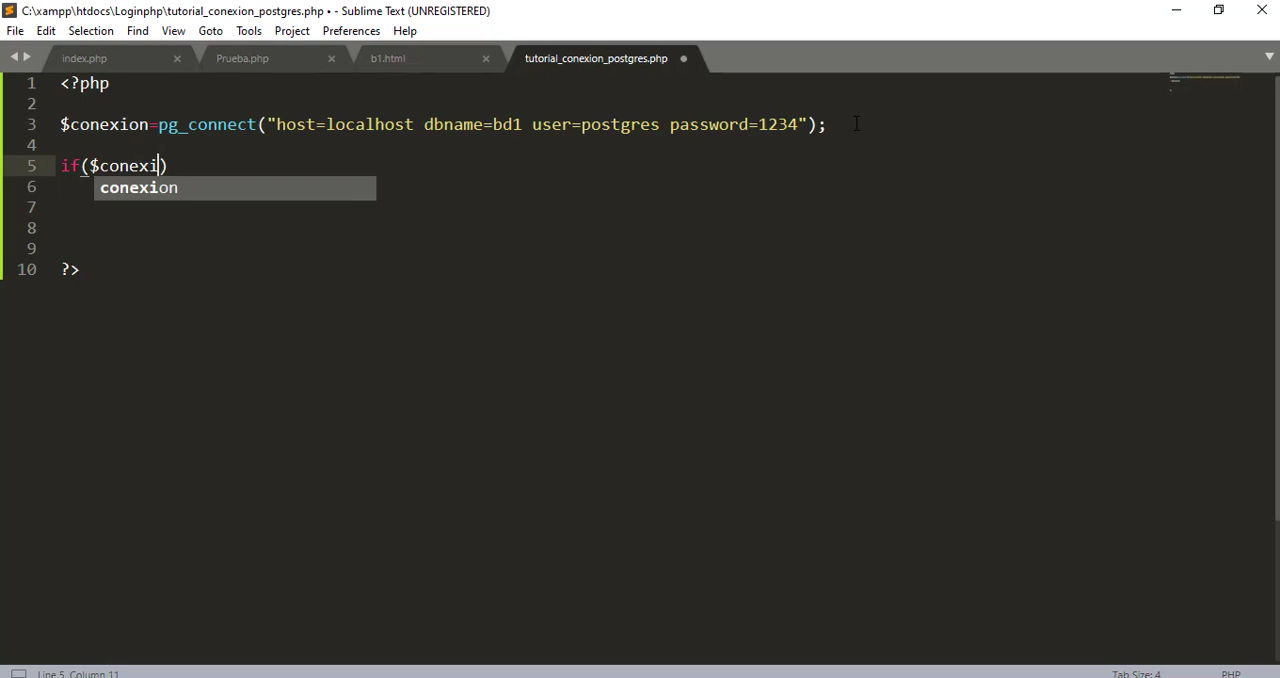 C:\xampp\htdocs\Loginphp\tutorial_conexion_postgres.php • - Sublime Text (UNREGISTERED)
File Edit Selection Find View Goto Tools Project Preferences Help
index.php Prueba.php b1.html tutorial_conexion_postgres.php
1 <?php
2
3 $conexion=pg_connect("host=localhost dbname=bd1 user=postgres password=1234");
4
5 if($conexi)
6 conexion
7
8
9
10 ?>
Line 5, Column 11 Tab Size: 4 PHP